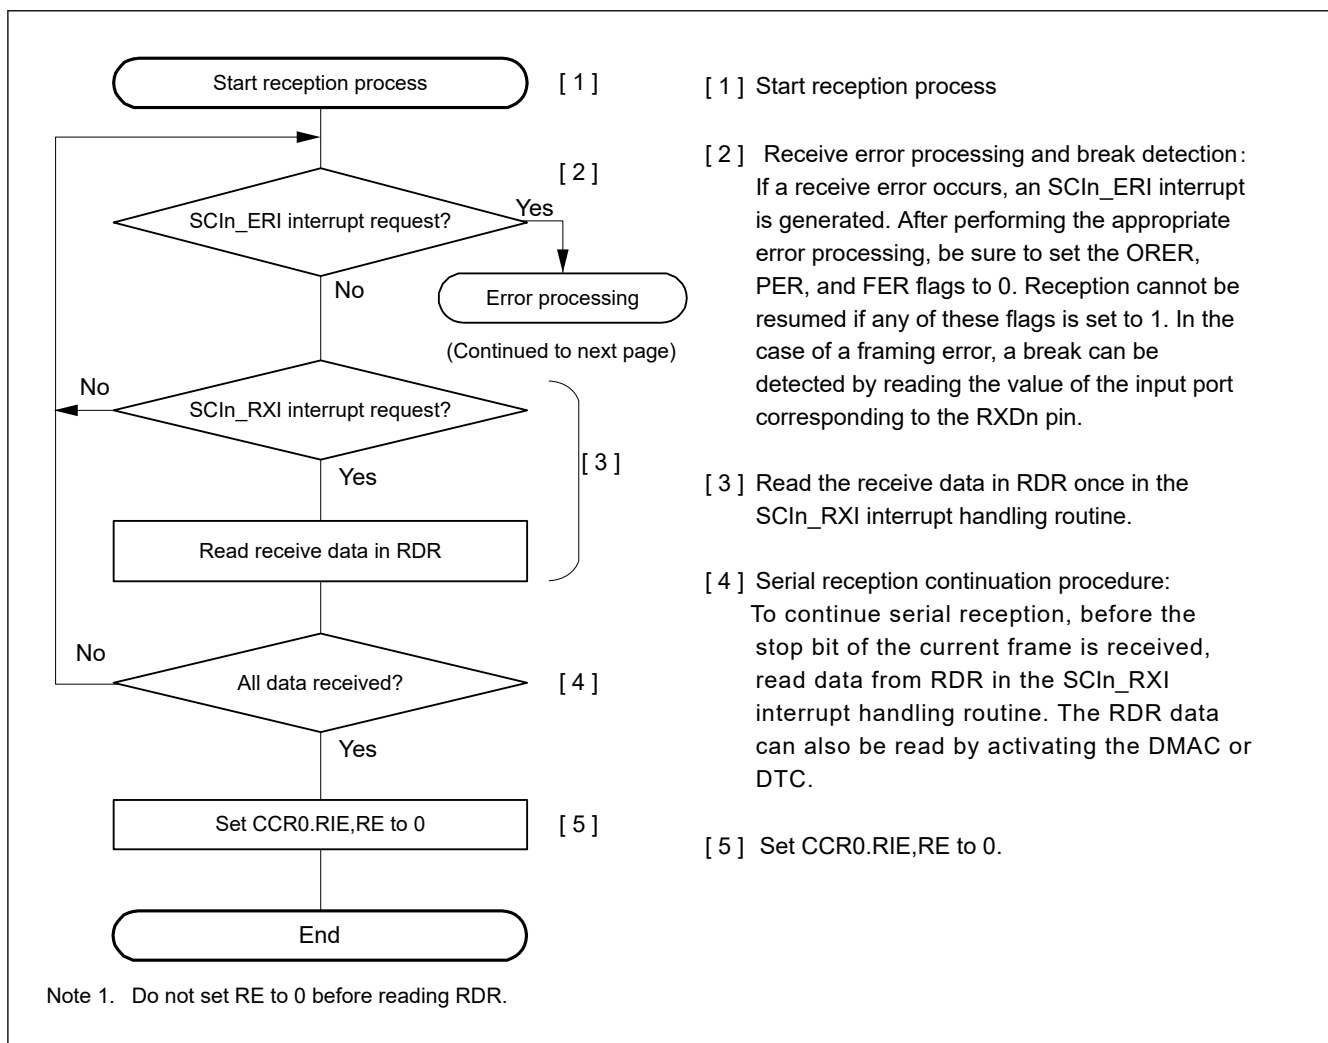 Start reception process
[ 1 ]
[ 2 ]
SCIn_ERI interrupt request?
Yes
No
Error processing
(Continued to next page)
No
SCIn_RXI interrupt request?
[ 3 ]
Yes
Read receive data in RDR
No
All data received?
[ 4 ]
Yes
Set CCR0.RIE,RE to 0
[ 5 ]
End
Note 1. Do not set RE to 0 before reading RDR.
[ 1 ] Start reception process
[ 2 ] Receive error processing and break detection:
If a receive error occurs, an SCIn_ERI interrupt
is generated. After performing the appropriate
error processing, be sure to set the ORER,
PER, and FER flags to 0. Reception cannot be
resumed if any of these flags is set to 1. In the
case of a framing error, a break can be
detected by reading the value of the input port
corresponding to the RXDn pin.
[ 3 ] Read the receive data in RDR once in the
SCIn_RXI interrupt handling routine.
[ 4 ] Serial reception continuation procedure:
To continue serial reception, before the
stop bit of the current frame is received,
read data from RDR in the SCIn_RXI
interrupt handling routine. The RDR data
can also be read by activating the DMAC or
DTC.
[ 5 ] Set CCR0.RIE,RE to 0.